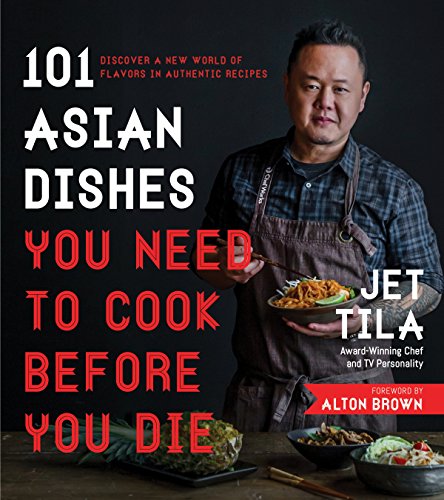 101
DISCOVER A NEW WORLD OF
FLAVORS IN AUTHENTIC RECIPES
ASIAN
DISHES
YOU NEED
TO COOK
BEFORE
YOU DIE
JET
TILA
Award-Winning Chef
and TV Personality
FOREWORD BY
ALTON BROWN